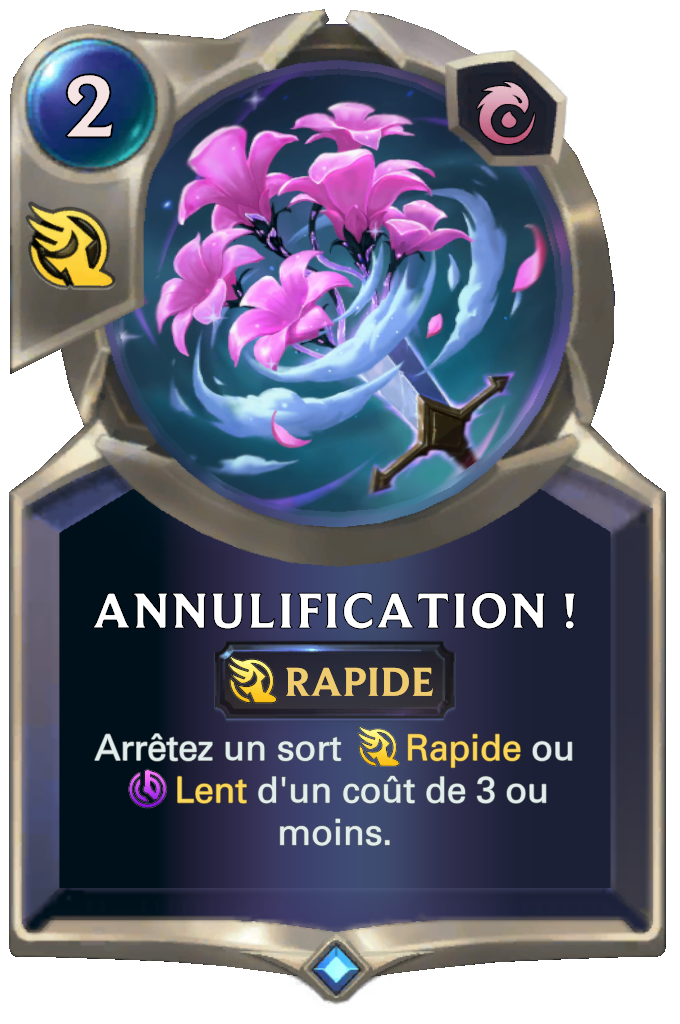 2
ANNULIFICATION !
RAPIDE
Arrêtez un sort Rapide ou
Lent d'un coût de 3 ou
moins.